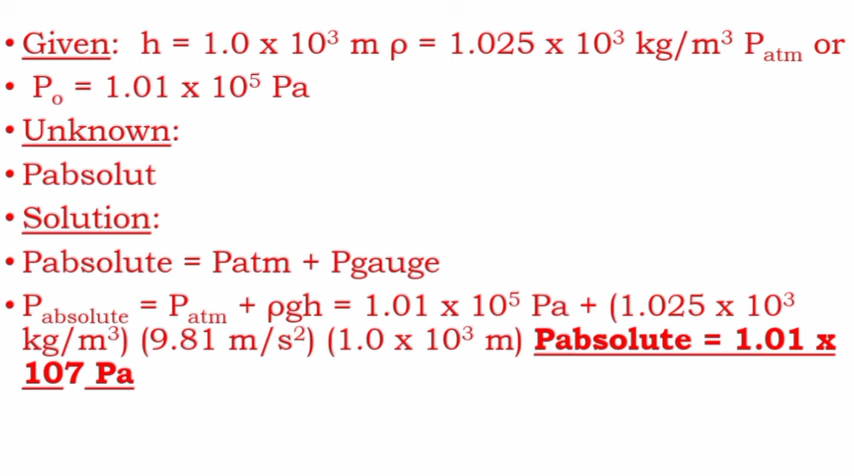 • Given:  h = 1.0 x 10³ m ρ = 1.025 x 10³ kg/m³ Pₐₜₘ or
• Pₒ = 1.01 x 10⁵ Pa
• Unknown:
• Pabsolut
• Solution:
• Pabsolute = Patm + Pgauge
• Pabsolute = Patm + ρgh = 1.01 x 10⁵ Pa + (1.025 x 10³
kg/m³) (9.81 m/s²) (1.0 x 10³ m) Pabsolute = 1.01 x
107 Pa